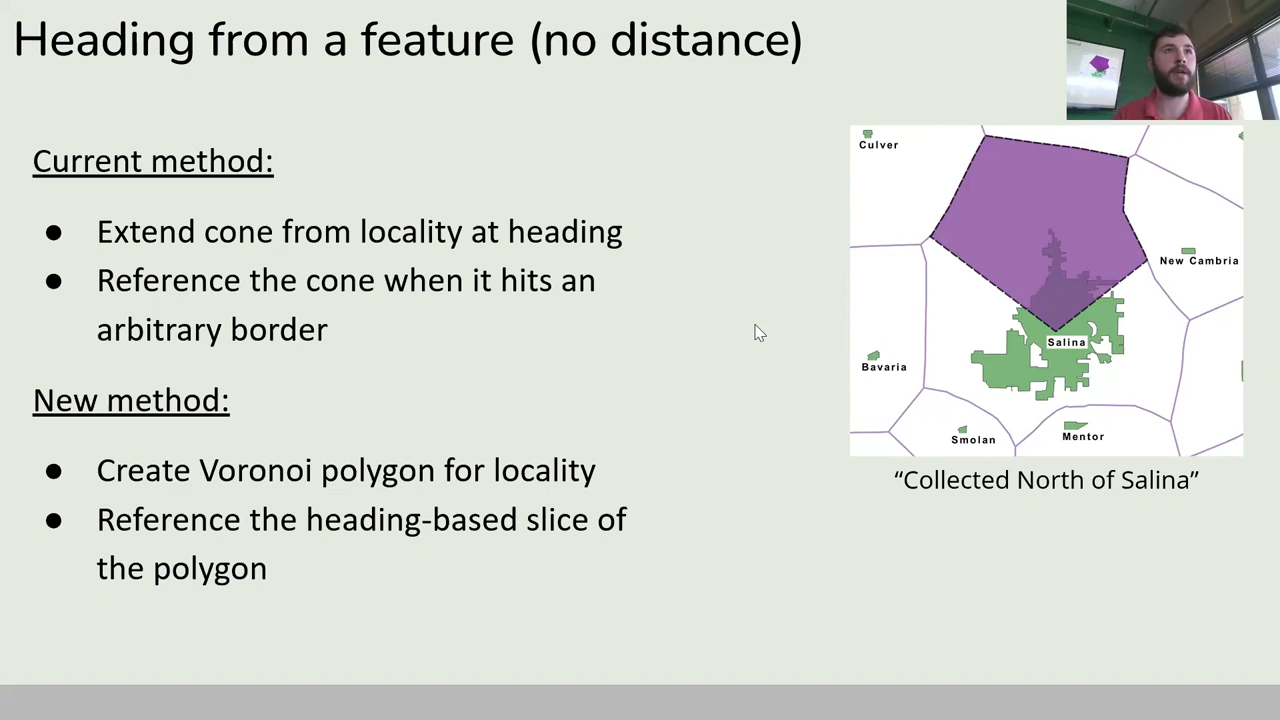 Heading from a feature (no distance)
Current method:
● Extend cone from locality at heading
● Reference the cone when it hits an
arbitrary border
New method:
● Create Voronoi polygon for locality
● Reference the heading-based slice of
the polygon
Culver
New Cambria
Salina
Bavaria
Smolan
Mentor
“Collected North of Salina”